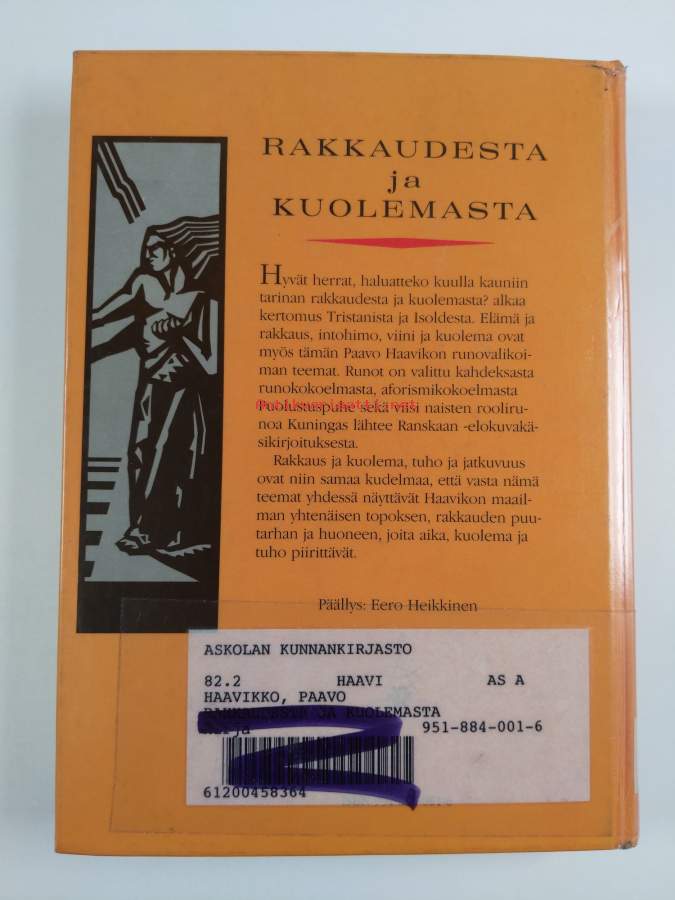 RAKKAUDESTA
ja
KUOLEMASTA
Hyvät herrat, haluatteko kuulla kauniin
tarinan rakkaudesta ja kuolemasta? alkaa
kertomus Tristanista ja Isoldesta. Elämä ja
rakkaus, intohimo, viini ja kuolema ovat
myös tämän Paavo Haavikon runovalikoi-
man teemat. Runot on valittu kahdeksasta
runokokoelmasta, aforismikokoelmasta
Puolustuspuhe sekä viisi naisten rooliru-
noa Kuningas lähtee Ranskaan -elokuvakä-
sikirjoituksesta.
Rakkaus ja kuolema, tuho ja jatkuvuus
ovat niin samaa kudelmaa, että vasta nämä
teemat yhdessä näyttävät Haavikon maail-
man yhtenäisen topoksen, rakkauden puu-
tarhan ja huoneen, joita aika, kuolema ja
tuho piirittävät.
Päällys: Eero Heikkinen
ASKOLAN KUNNANKIRJASTO
82.2 HAAVI AS A
HAAVIKKO, PAAVO
RAKKAUDESTA JA KUOLEMASTA
951-884-001-6
61200458364